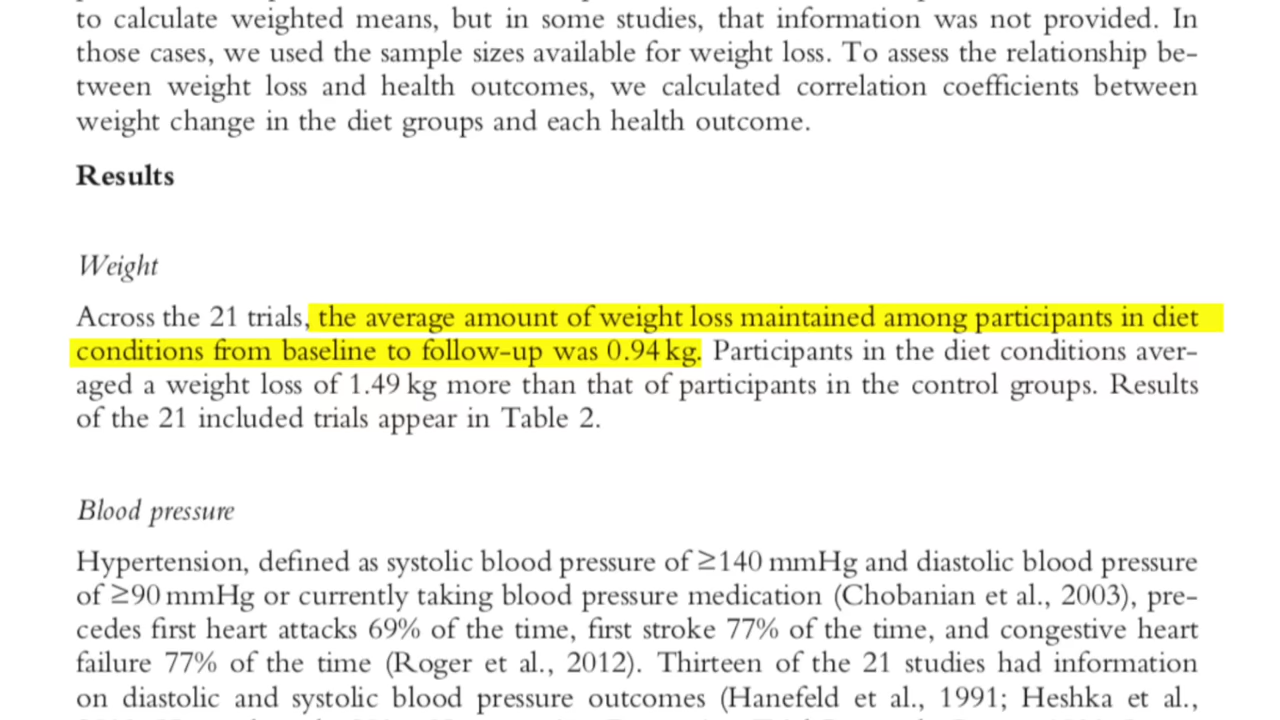 to calculate weighted means, but in some studies, that information was not provided. In
those cases, we used the sample sizes available for weight loss. To assess the relationship be-
tween weight loss and health outcomes, we calculated correlation coefficients between
weight change in the diet groups and each health outcome.
Results
Weight
Across the 21 trials, the average amount of weight loss maintained among participants in diet
conditions from baseline to follow-up was 0.94 kg. Participants in the diet conditions aver-
aged a weight loss of 1.49 kg more than that of participants in the control groups. Results
of the 21 included trials appear in Table 2.
Blood pressure
Hypertension, defined as systolic blood pressure of ≥140 mmHg and diastolic blood pressure
of ≥90 mmHg or currently taking blood pressure medication (Chobanian et al., 2003), pre-
cedes first heart attacks 69% of the time, first stroke 77% of the time, and congestive heart
failure 77% of the time (Roger et al., 2012). Thirteen of the 21 studies had information
on diastolic and systolic blood pressure outcomes (Hanefeld et al., 1991; Heshka et al.,